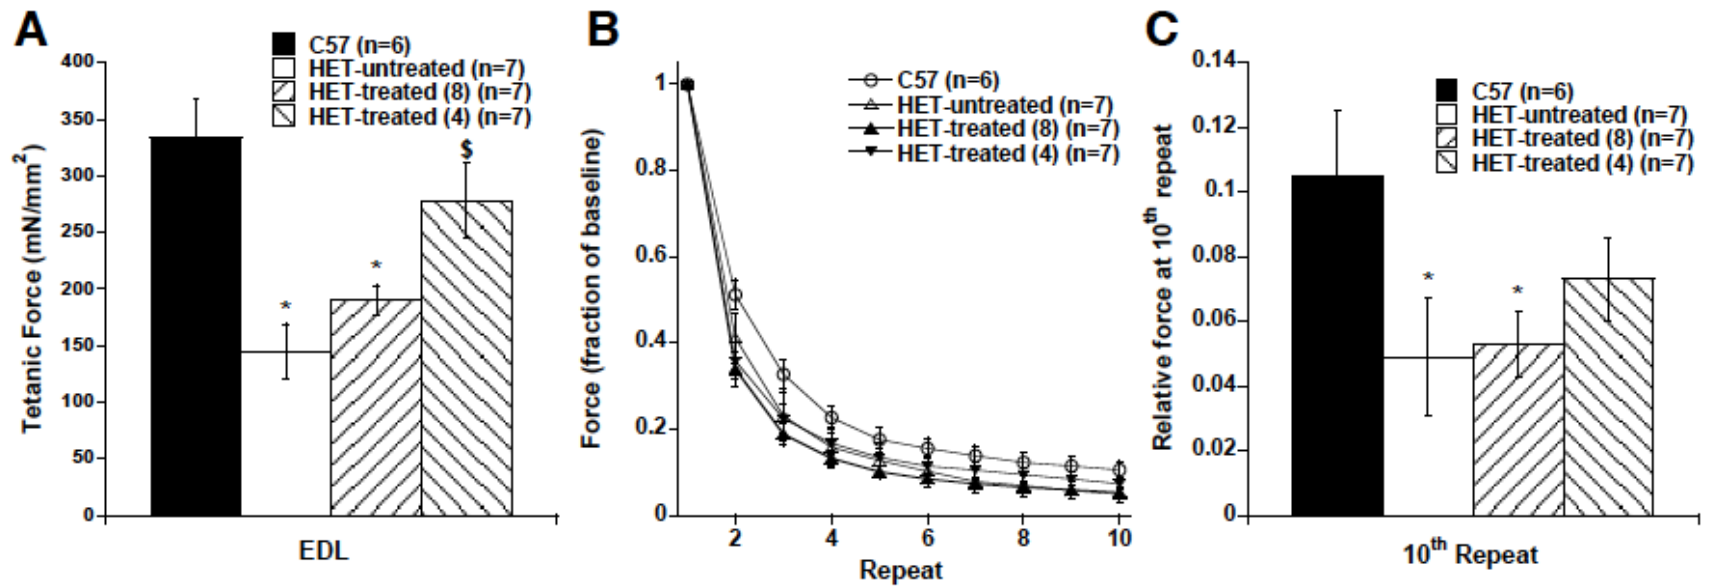 A
C57 (n=6)
HET-untreated (n=7)
HET-treated (8) (n=7)
HET-treated (4) (n=7)
Tetanic Force (mN/mm²)
400
350
300
250
200
150
100
50
0
*
*
$
EDL
B
C57 (n=6)
HET-untreated (n=7)
HET-treated (8) (n=7)
HET-treated (4) (n=7)
Force (fraction of baseline)
1
0.8
0.6
0.4
0.2
0
2 4 6 8 10
Repeat
C
C57 (n=6)
HET-untreated (n=7)
HET-treated (8) (n=7)
HET-treated (4) (n=7)
Relative force at 10th repeat
0.14
0.12
0.1
0.08
0.06
0.04
0.02
0
*
*
10th Repeat